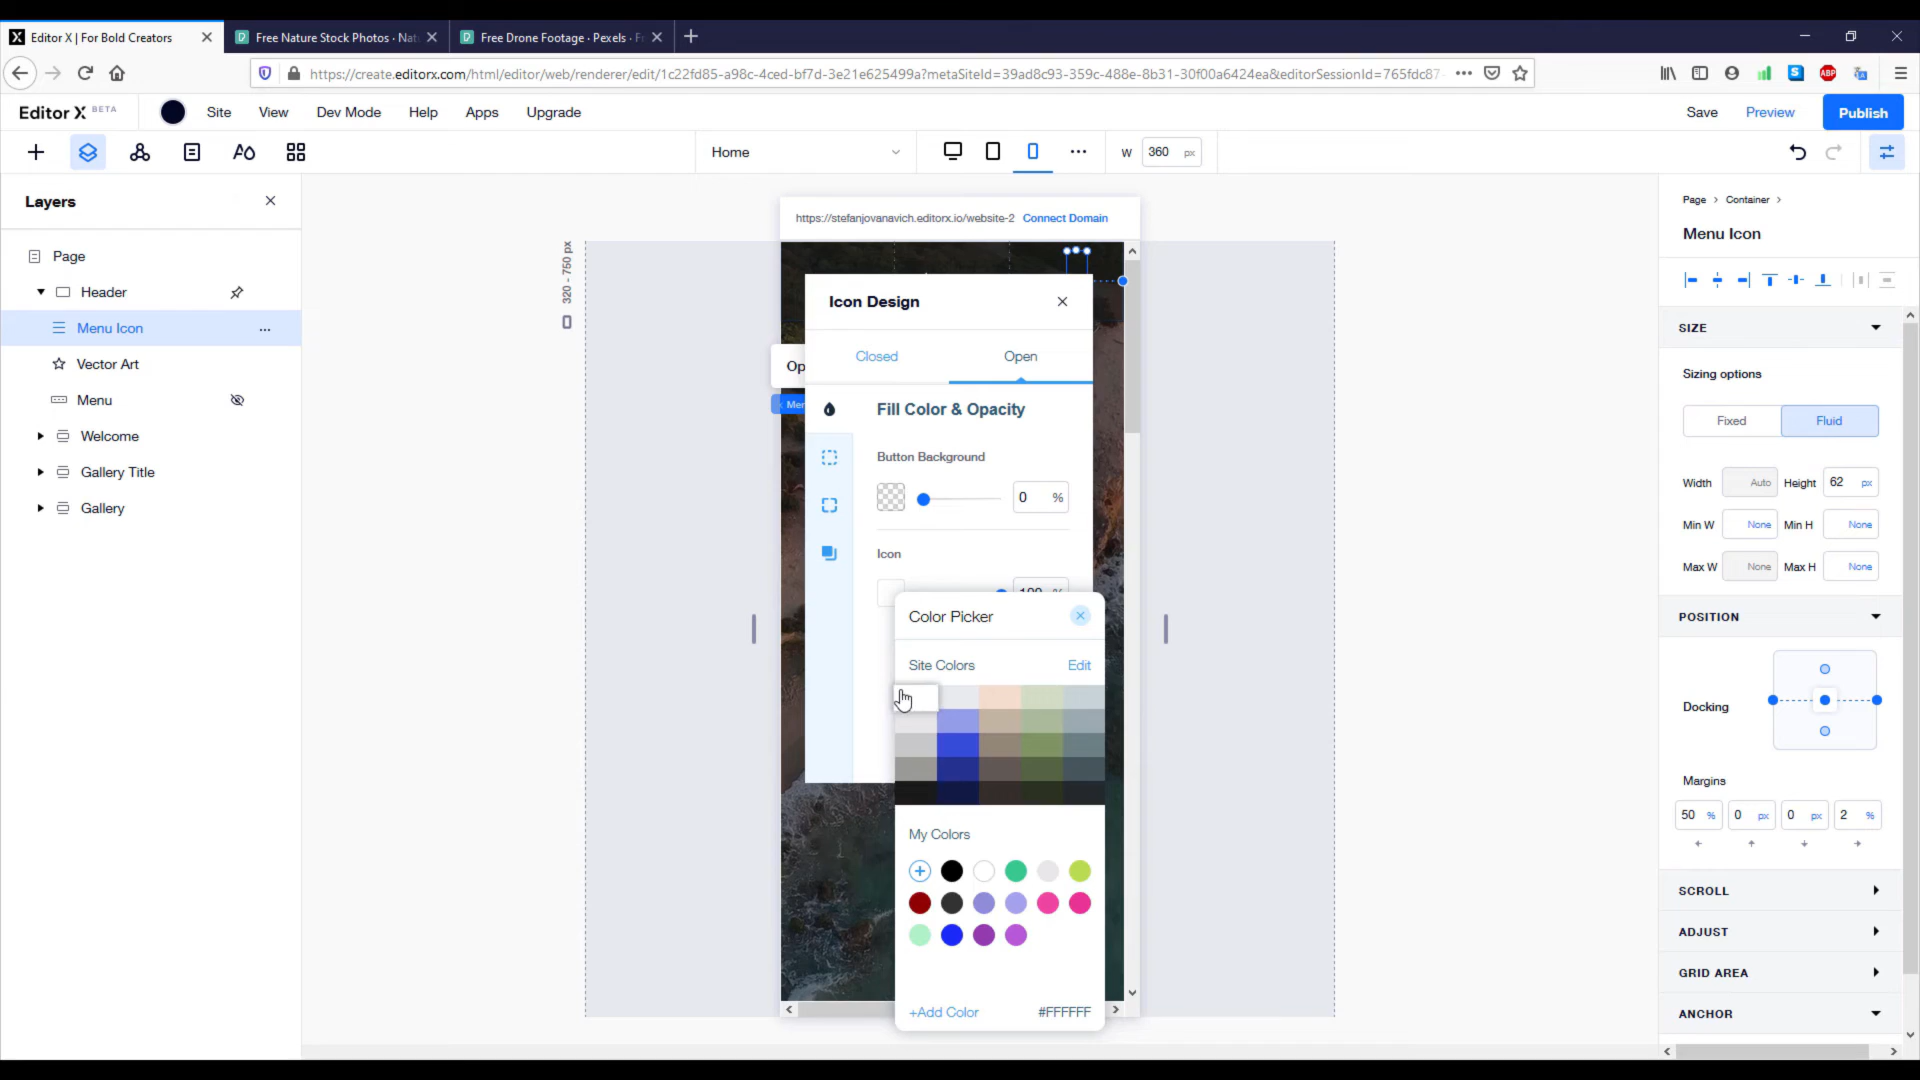 Editor X | For Bold Creators
Free Nature Stock Photos · Nat
Free Drone Footage · Pexels · F
https://create.editorx.com/html/editor/web/renderer/edit/1c22fd85-a98c-4ced-bf7d-3e21e625499a?metaSiteId=39ad8c93-359c-488e-8b31-30f00a6424ea&editorSessionId=765fdc87-
ABP
Editor X BETA
Site
View
Dev Mode
Help
Apps
Upgrade
Save
Preview
Publish
Home
W 360 px
Layers
Page
Header
Menu Icon
Vector Art
Menu
Welcome
Gallery Title
Gallery
320 - 750 px
https://stefanjovanavich.editorx.io/website-2 Connect Domain
Op
Men
Icon Design
Closed
Open
Fill Color & Opacity
Button Background
0 %
Icon
100 %
Color Picker
Site Colors
Edit
My Colors
+Add Color
#FFFFFF
Page > Container >
Menu Icon
SIZE
Sizing options
Fixed
Fluid
Width Auto Height 62 px
Min W None Min H None
Max W None Max H None
POSITION
Docking
Margins
50 % 0 px 0 px 2 %
SCROLL
ADJUST
GRID AREA
ANCHOR